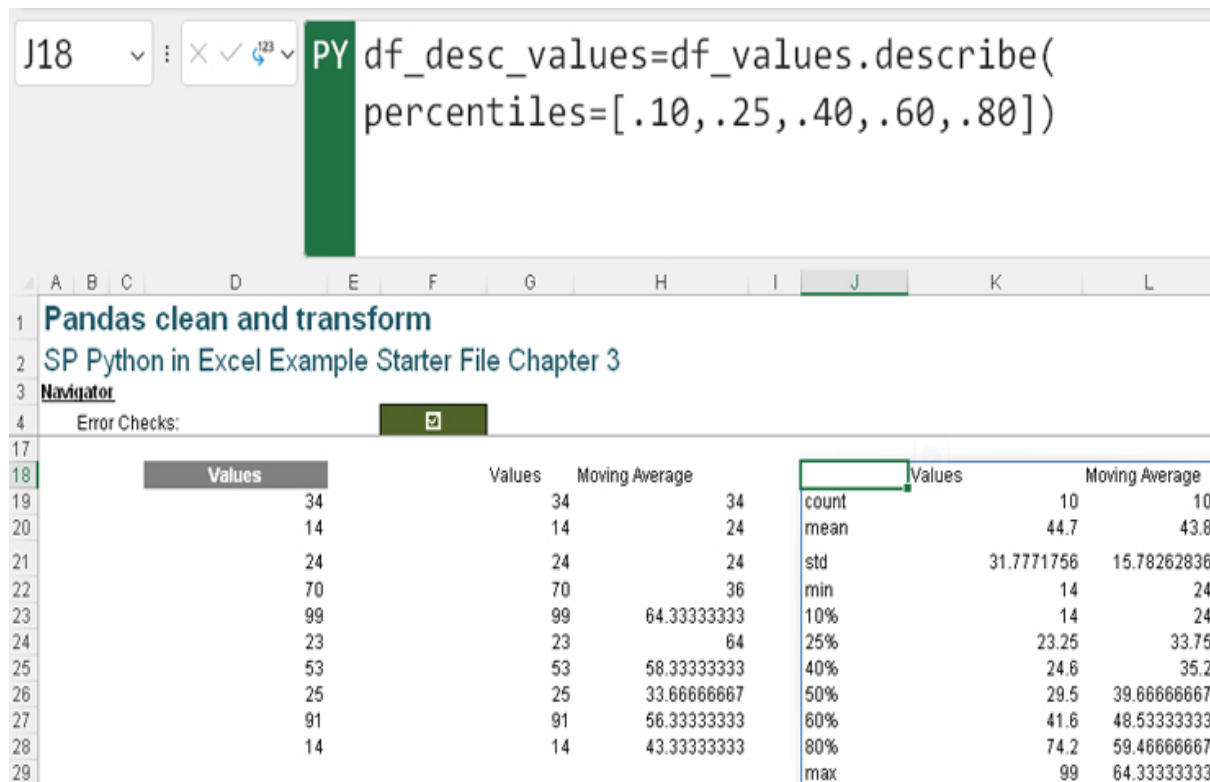 J18 123 PY df_desc_values=df_values.describe(
percentiles=[.10,.25,.40,.60,.80])
A B C D E F G H I J K L
1 Pandas clean and transform
2 SP Python in Excel Example Starter File Chapter 3
3 Navigator
4 Error Checks:
17
18 Values Values Moving Average Values Moving Average
19 34 34 34 count 10 10
20 14 14 24 mean 44.7 43.8
21 24 24 24 std 31.7771756 15.78262836
22 70 70 36 min 14 24
23 99 99 64.33333333 10% 14 24
24 23 23 64 25% 23.25 33.75
25 53 53 58.33333333 40% 24.6 35.2
26 25 25 33.66666667 50% 29.5 39.66666667
27 91 91 56.33333333 60% 41.6 48.53333333
28 14 14 43.33333333 80% 74.2 59.46666667
29 max 99 64.33333333